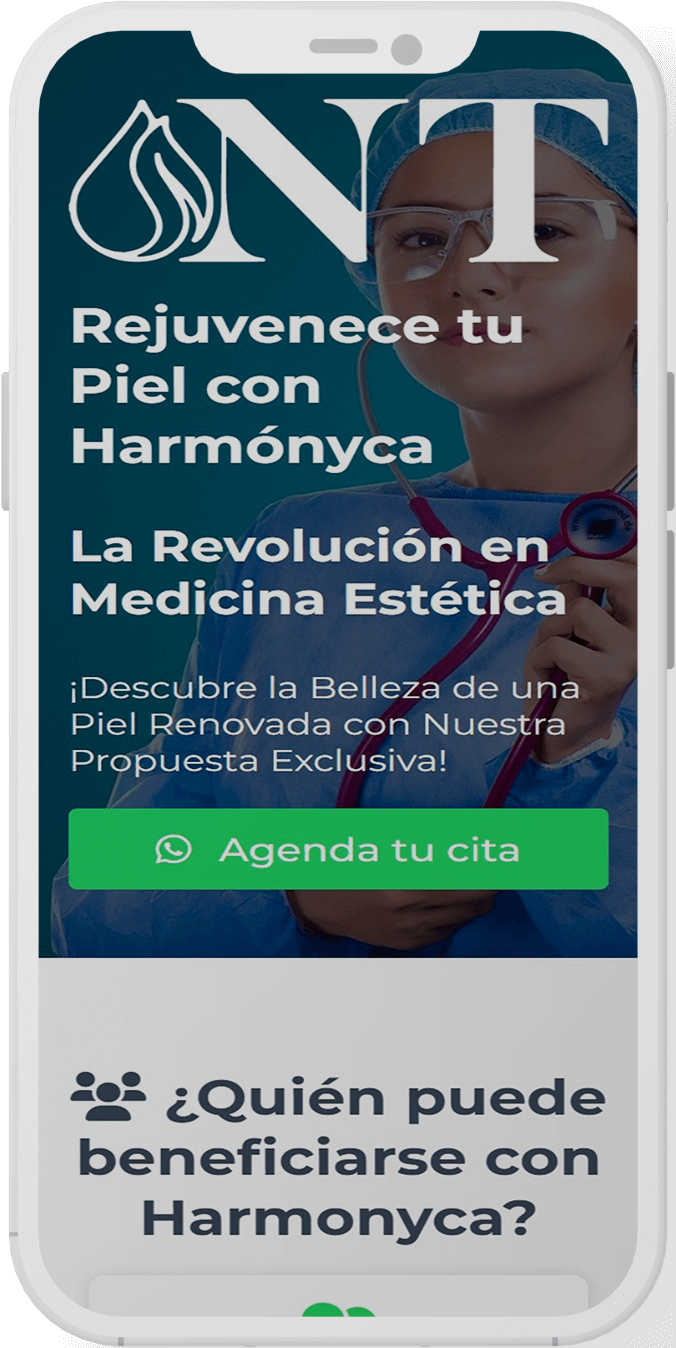 NT
Rejuvenece tu
Piel con
Harmónyca
La Revolución en
Medicina Estética
¡Descubre la Belleza de una
Piel Renovada con Nuestra
Propuesta Exclusiva!
Agenda tu cita
¿Quién puede
beneficiarse con
Harmonyca?